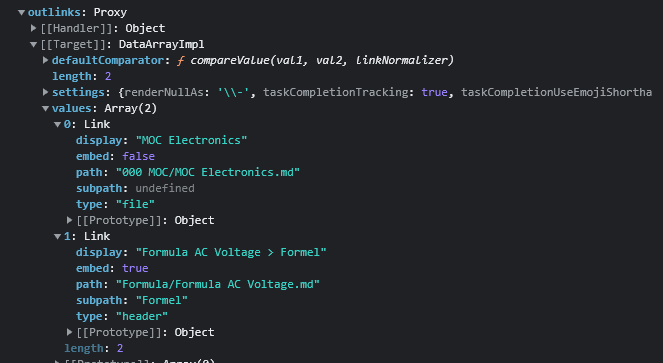 ▼ outlinks: Proxy
▶ [[Handler]]: Object
▼ [[Target]]: DataArrayImpl
▶ defaultComparator: ƒ compareValue(val1, val2, linkNormalizer)
length: 2
▶ settings: {renderNullAs: '\\-', taskCompletionTracking: true, taskCompletionUseEmojiShortha
▼ values: Array(2)
▼ 0: Link
display: "MOC Electronics"
embed: false
path: "000 MOC/MOC Electronics.md"
subpath: undefined
type: "file"
▶ [[Prototype]]: Object
▼ 1: Link
display: "Formula AC Voltage > Formel"
embed: true
path: "Formula/Formula AC Voltage.md"
subpath: "Formel"
type: "header"
▶ [[Prototype]]: Object
length: 2
▶ [[Prototype]]: Array(0)